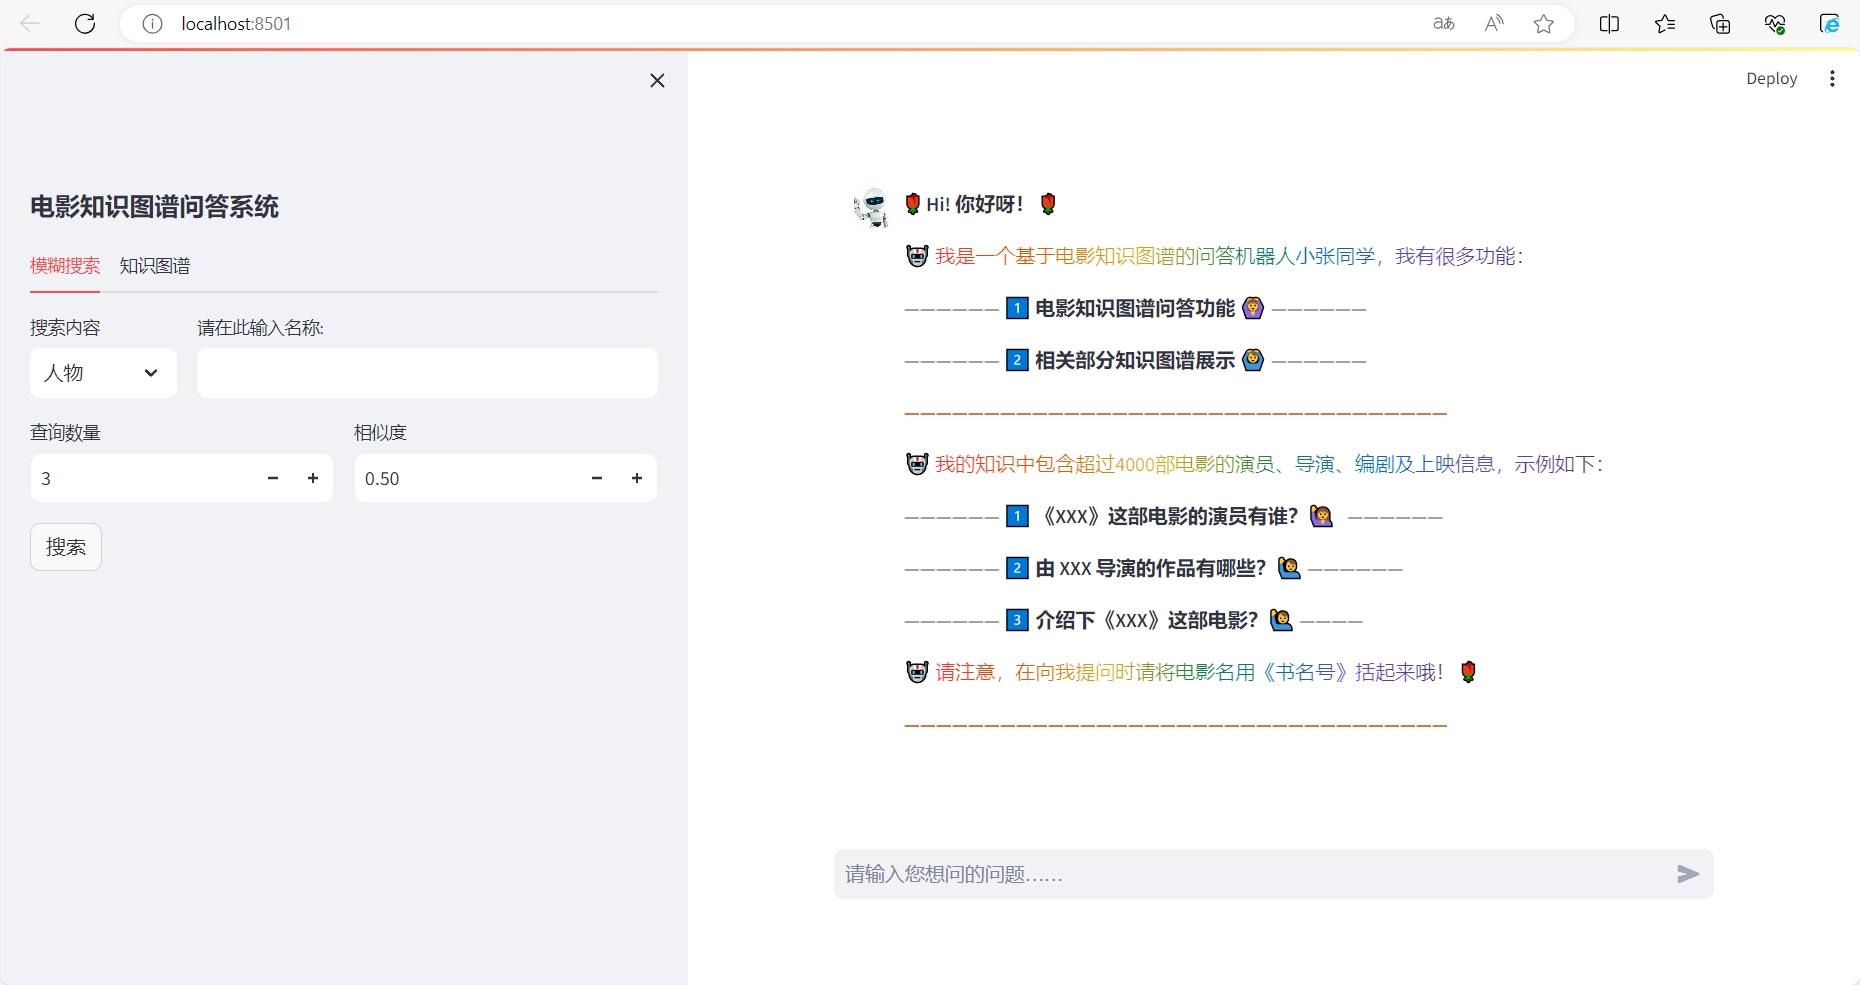 localhost:8501
Deploy
电影知识图谱问答系统
模糊搜索 知识图谱
搜索内容 请在此输入名称:
人物
查询数量 相似度
3 0.50
搜索
Hi! 你好呀！
我是一个基于电影知识图谱的问答机器人小张同学，我有很多功能：
—————— 1 电影知识图谱问答功能 ——————
—————— 2 相关部分知识图谱展示 ——————
——————————————————————————————————
我的知识中包含超过4000部电影的演员、导演、编剧及上映信息，示例如下：
—————— 1 《XXX》这部电影的演员有谁？ ——————
—————— 2 由 XXX 导演的作品有哪些？ ——————
—————— 3 介绍下《XXX》这部电影？ ————
请注意，在向我提问时请将电影名用《书名号》括起来哦！
——————————————————————————————————
请输入您想问的问题……